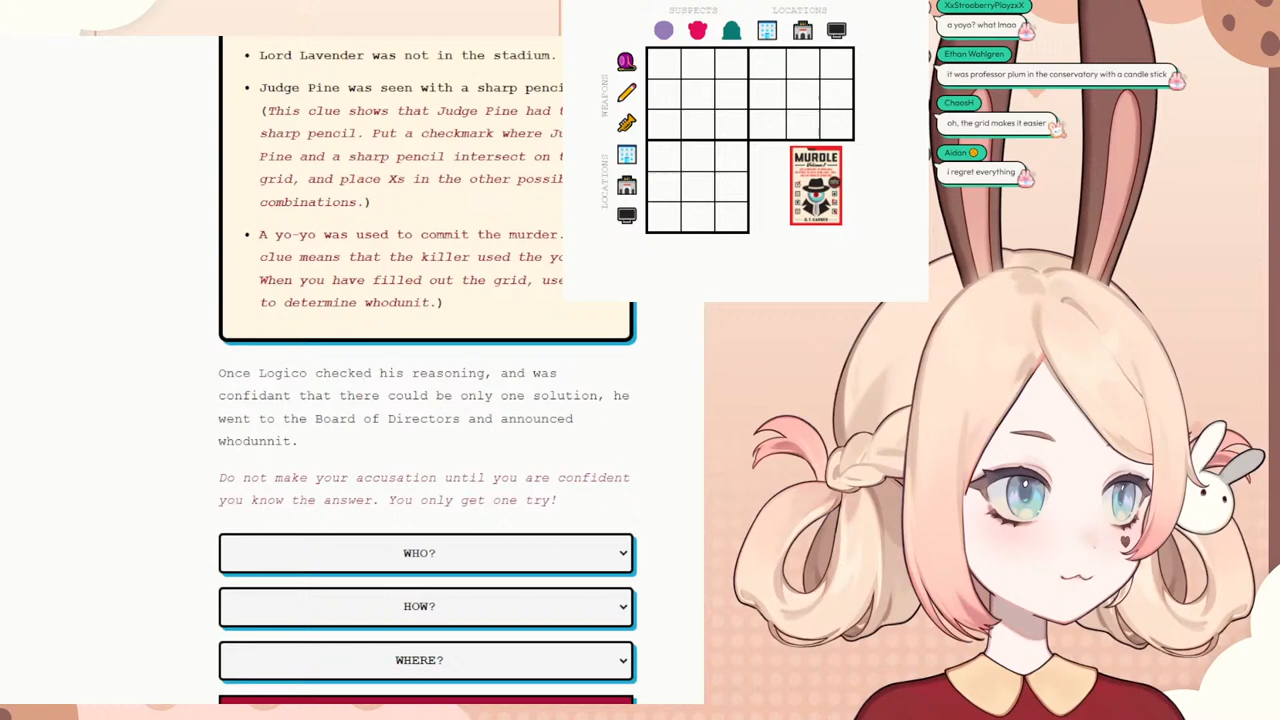 Lord Lavender was not in the stadium.
Judge Pine was seen with a sharp penci
(This clue shows that Judge Pine had t
sharp pencil. Put a checkmark where Ju
Pine and a sharp pencil intersect on t
grid, and place Xs in the other possib
combinations.)
A yo-yo was used to commit the murder.
clue means that the killer used the yo
When you have filled out the grid, use
to determine whodunit.)
Once Logico checked his reasoning, and was
confidant that there could be only one solution, he
went to the Board of Directors and announced
whodunnit.
Do not make your accusation until you are confident
you know the answer. You only get one try!
WHO?
HOW?
WHERE?
SUSPECTS
LOCATIONS
WEAPONS
LOCATIONS
MURDLE
Volume 1
G. T. KARBER
XxStrooberryPlayzxX
a yoyo? what lmao
Ethan Wahlgren
it was professor plum in the conservatory with a candle stick
ChaosH
oh, the grid makes it easier
Aidan
i regret everything